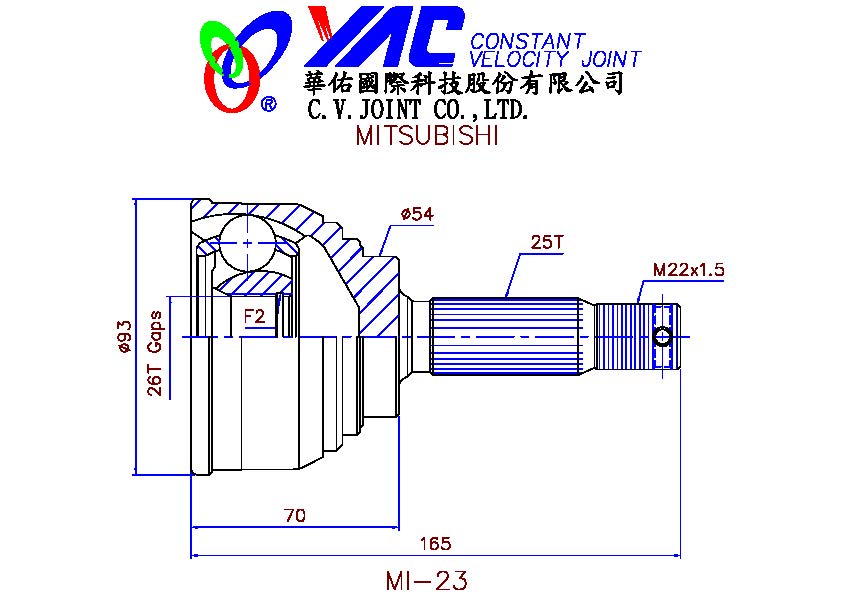 YAC CONSTANT
VELOCITY JOINT
®
華佑國際科技股份有限公司
C.V.JOINT CO.,LTD.
MITSUBISHI
ø54
25T
M22x1.5
F2
ø93
26T Gaps
70
165
MI-23